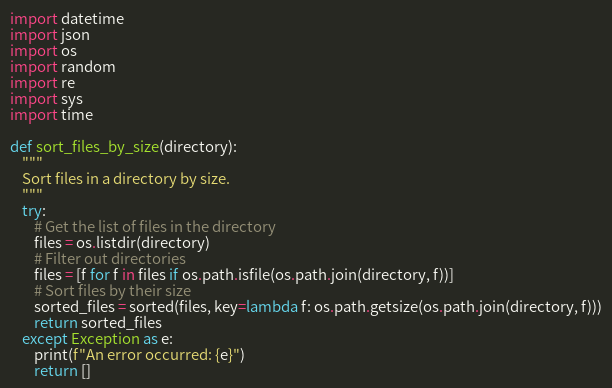 import datetime
import json
import os
import random
import re
import sys
import time

def sort_files_by_size(directory):
    """
    Sort files in a directory by size.
    """
    try:
        # Get the list of files in the directory
        files = os.listdir(directory)
        # Filter out directories
        files = [f for f in files if os.path.isfile(os.path.join(directory, f))]
        # Sort files by their size
        sorted_files = sorted(files, key=lambda f: os.path.getsize(os.path.join(directory, f)))
        return sorted_files
    except Exception as e:
        print(f"An error occurred: {e}")
        return []